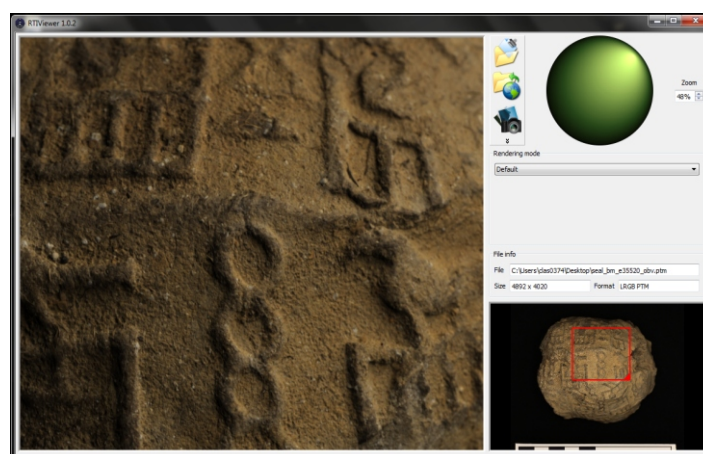 RTIViewer 1.0.2
Zoom
48%
Rendering mode
Default
File info
File C:\Users\clas0374\Desktop\seal_bm_e35520_obv.ptm
Size 4892 x 4020 Format LRGB PTM